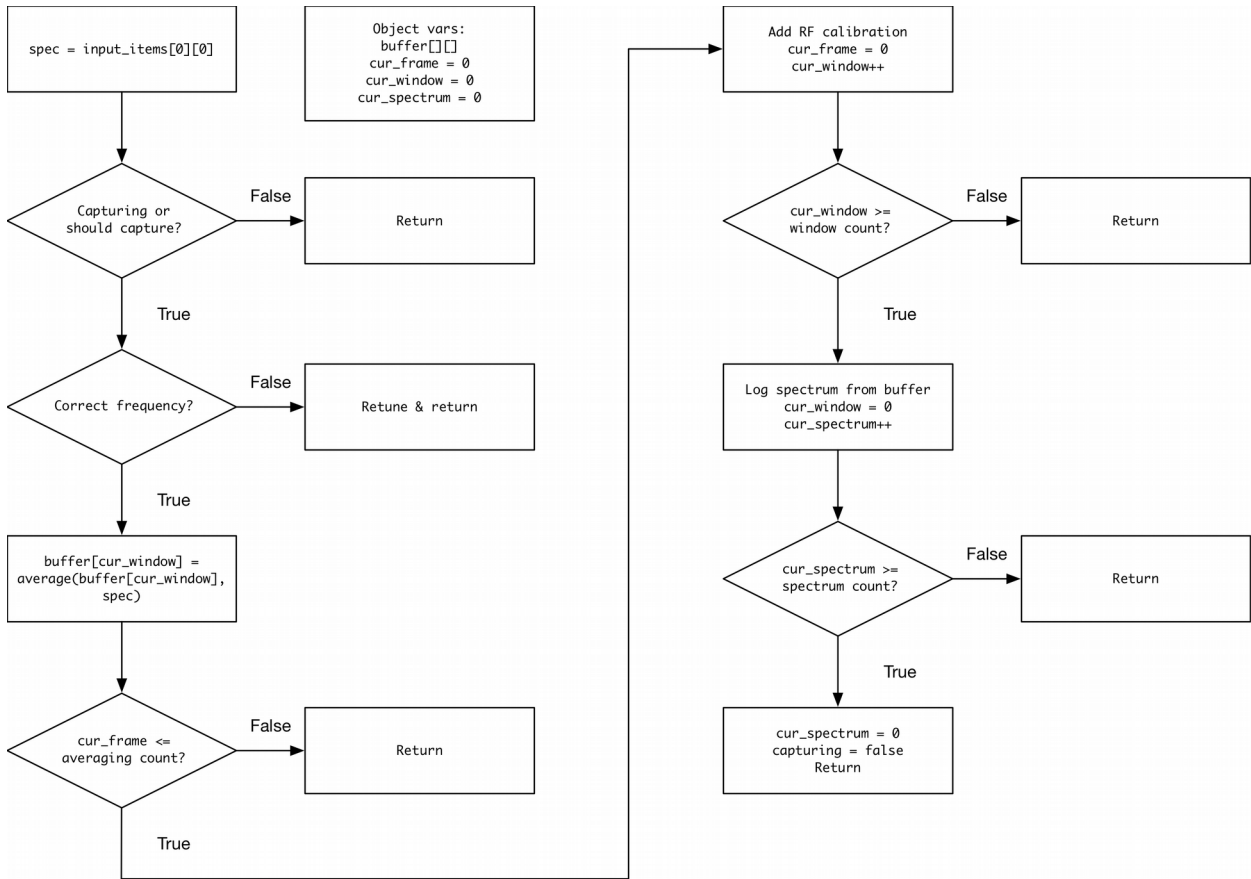 spec = input_items[0][0]
Object vars:
buffer[][]
cur_frame = 0
cur_window = 0
cur_spectrum = 0
Capturing or
should capture?
False
Return
True
Correct frequency?
False
Retune & return
True
buffer[cur_window] =
average(buffer[cur_window],
spec)
cur_frame <=
averaging count?
False
Return
True
Add RF calibration
cur_frame = 0
cur_window++
cur_window >=
window count?
False
Return
True
Log spectrum from buffer
cur_window = 0
cur_spectrum++
cur_spectrum >=
spectrum count?
False
Return
True
cur_spectrum = 0
capturing = false
Return